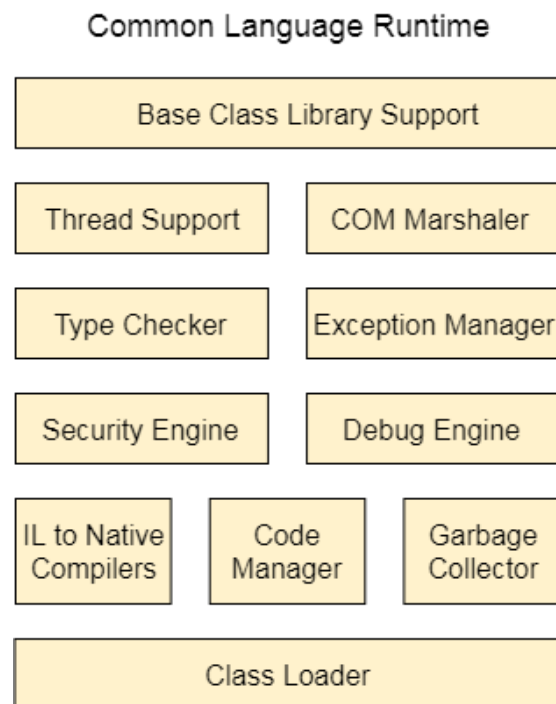 Common Language Runtime
Base Class Library Support
Thread Support
COM Marshaler
Type Checker
Exception Manager
Security Engine
Debug Engine
IL to Native
Compilers
Code
Manager
Garbage
Collector
Class Loader